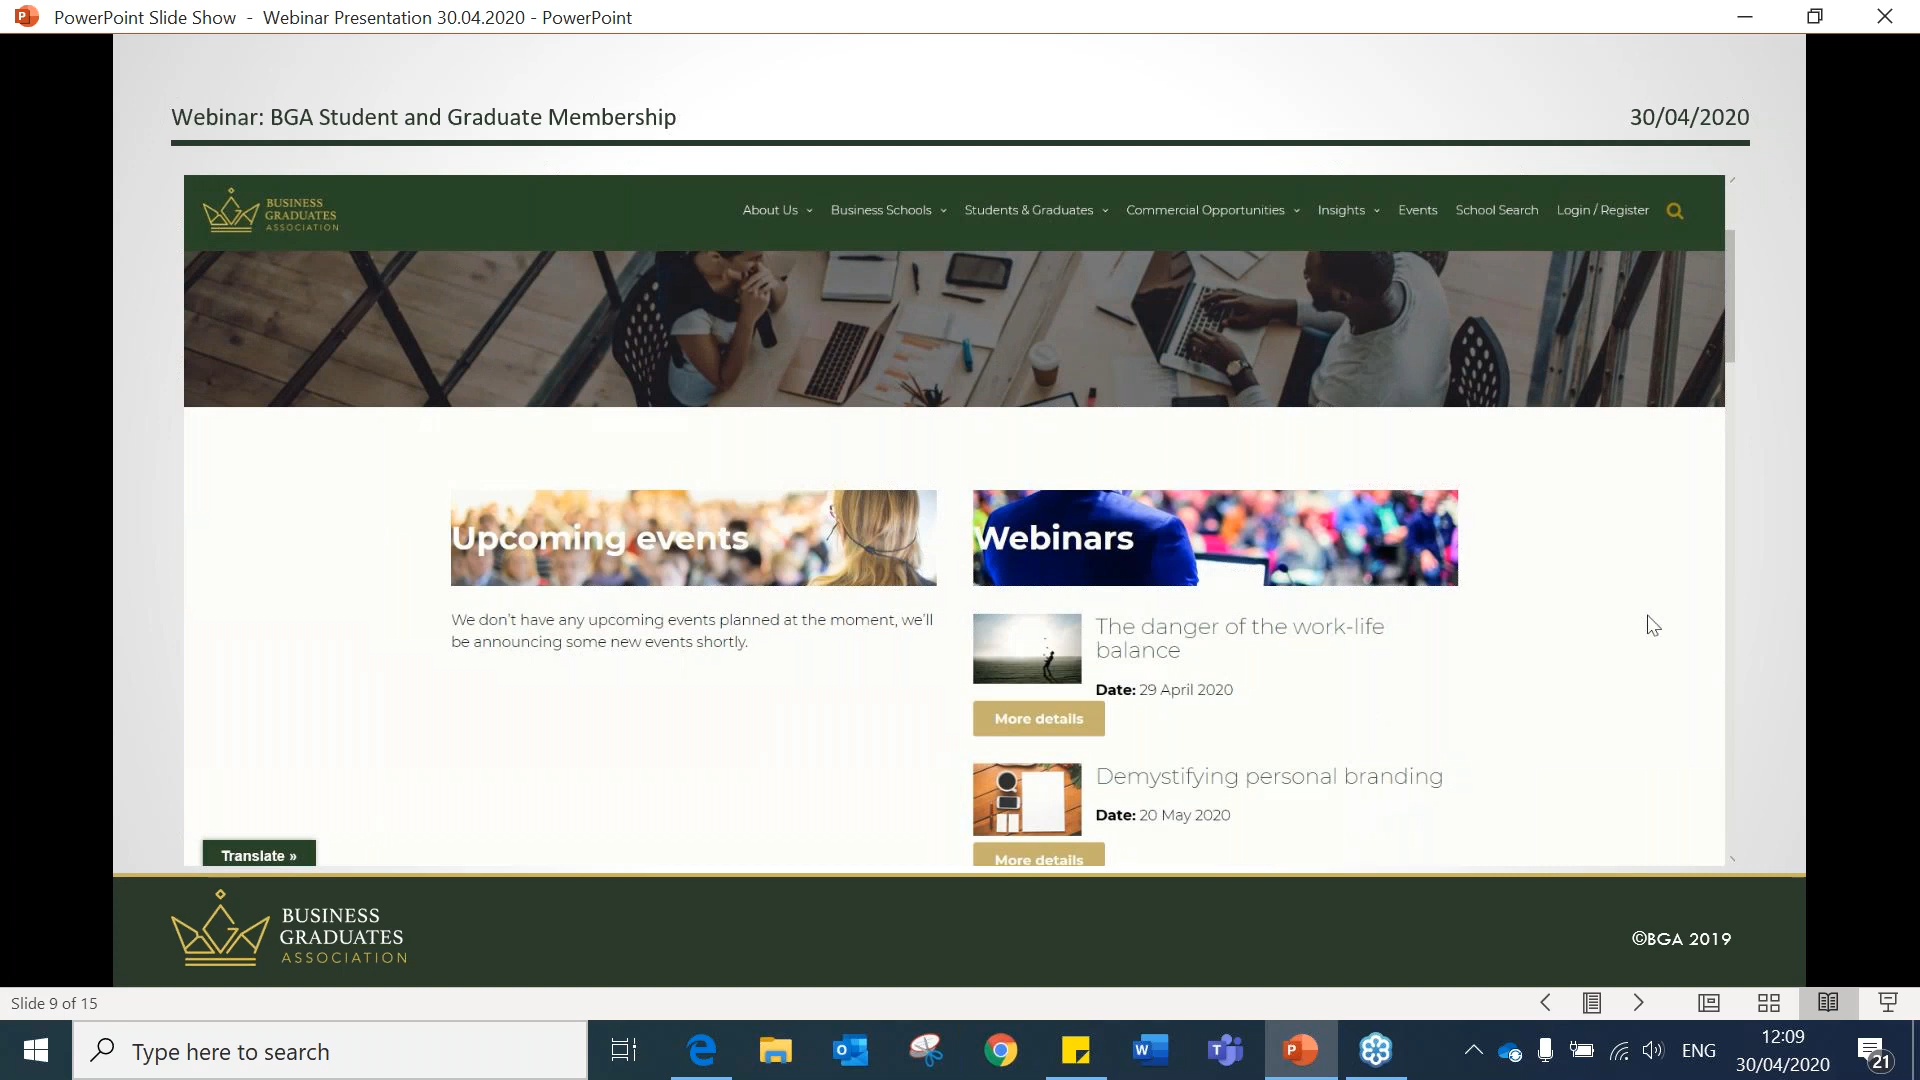 PowerPoint Slide Show - Webinar Presentation 30.04.2020 - PowerPoint
Webinar: BGA Student and Graduate Membership
30/04/2020
BUSINESS
GRADUATES
ASSOCIATION
About Us
Business Schools
Students & Graduates
Commercial Opportunities
Insights
Events
School Search
Login / Register
Upcoming events
We don't have any upcoming events planned at the moment, we'll
be announcing some new events shortly.
Webinars
The danger of the work-life
balance
Date: 29 April 2020
More details
Demystifying personal branding
Date: 20 May 2020
More details
Translate »
BUSINESS
GRADUATES
ASSOCIATION
©BGA 2019
Slide 9 of 15
Type here to search
ENG
12:09
30/04/2020
21